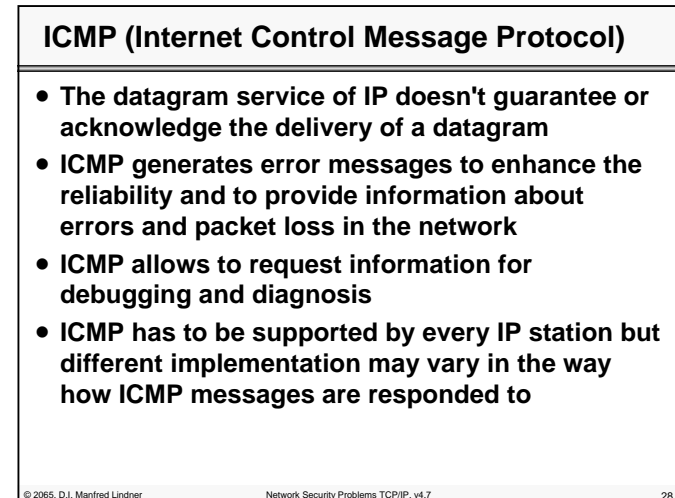 ICMP (Internet Control Message Protocol)
• The datagram service of IP doesn't guarantee or
acknowledge the delivery of a datagram
• ICMP generates error messages to enhance the
reliability and to provide information about
errors and packet loss in the network
• ICMP allows to request information for
debugging and diagnosis
• ICMP has to be supported by every IP station but
different implementation may vary in the way
how ICMP messages are responded to
© 2065, D.I. Manfred Lindner Network Security Problems TCP/IP, v4.7 28